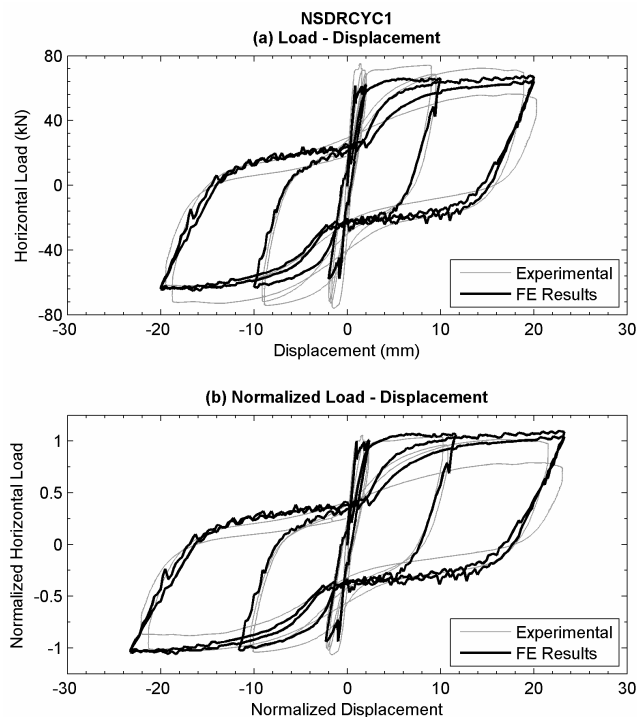 NSDRCYC1
(a) Load - Displacement
80
40
0
-40
-80
Horizontal Load (kN)
Experimental
FE Results
-30 -20 -10 0 10 20 30
Displacement (mm)
(b) Normalized Load - Displacement
1
0.5
0
-0.5
-1
Normalized Horizontal Load
Experimental
FE Results
-30 -20 -10 0 10 20 30
Normalized Displacement